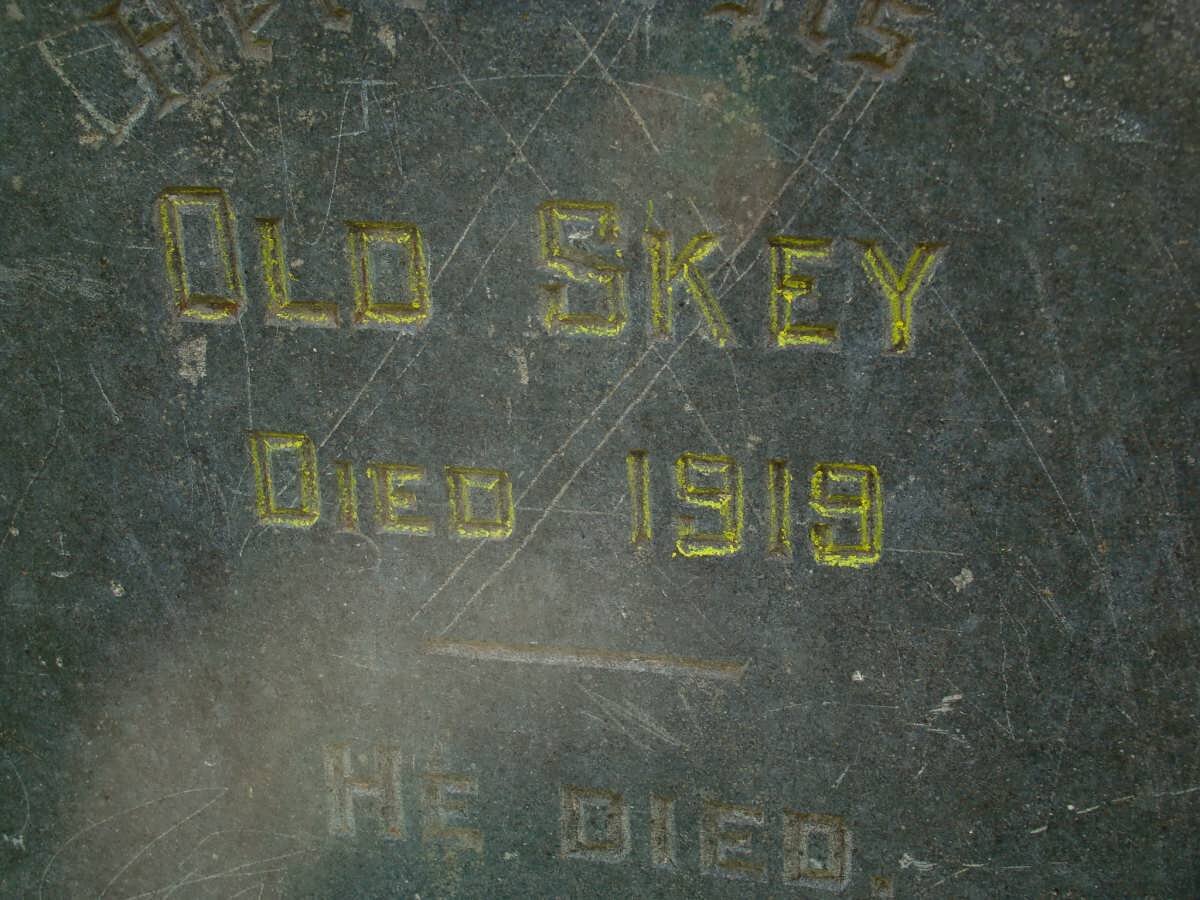 OLD SKEY
DIED 1919
HE DIED.